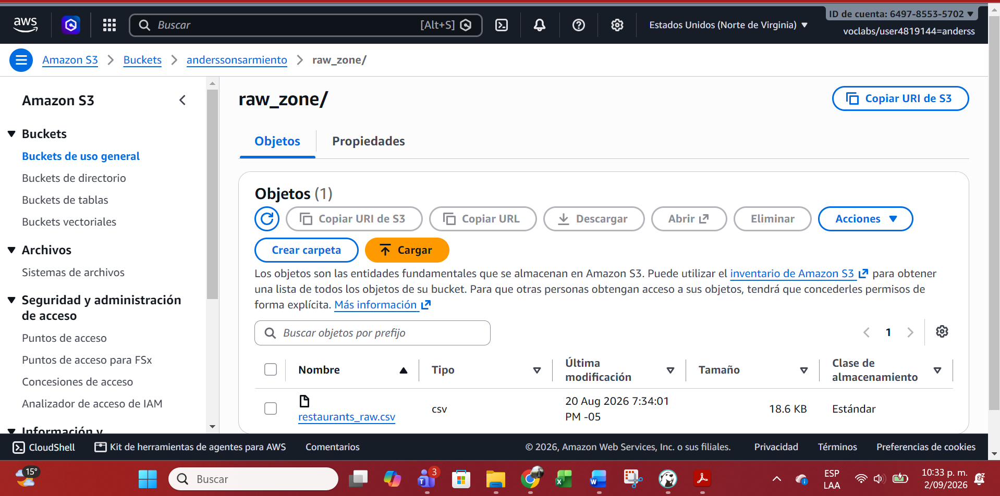 aws
Buscar
[Alt+S]
Estados Unidos (Norte de Virginia)
ID de cuenta: 6497-8553-5702
voclabs/user4819144=anderss
Amazon S3
Buckets
anderssonsarmiento
raw_zone/
Amazon S3
Buckets
Buckets de uso general
Buckets de directorio
Buckets de tablas
Buckets vectoriales
Archivos
Sistemas de archivos
Seguridad y administración
de acceso
Puntos de acceso
Puntos de acceso para FSx
Concesiones de acceso
Analizador de acceso de IAM
Información y
raw_zone/
Copiar URI de S3
Objetos
Propiedades
Objetos (1)
Copiar URI de S3
Copiar URL
Descargar
Abrir
Eliminar
Acciones
Crear carpeta
Cargar
Los objetos son las entidades fundamentales que se almacenan en Amazon S3. Puede utilizar el inventario de Amazon S3 para obtener
una lista de todos los objetos de su bucket. Para que otras personas obtengan acceso a sus objetos, tendrá que concederles permisos de
forma explícita. Más información
Buscar objetos por prefijo
1
Nombre
Tipo
Última
modificación
Tamaño
Clase de
almacenamiento
restaurants_raw.csv
csv
20 Aug 2026 7:34:01
PM -05
18.6 KB
Estándar
CloudShell
Kit de herramientas de agentes para AWS
Comentarios
© 2026, Amazon Web Services, Inc. o sus filiales.
Privacidad
Términos
Preferencias de cookies
15°
Buscar
3
ESP
LAA
10:33 p. m.
2/09/2026